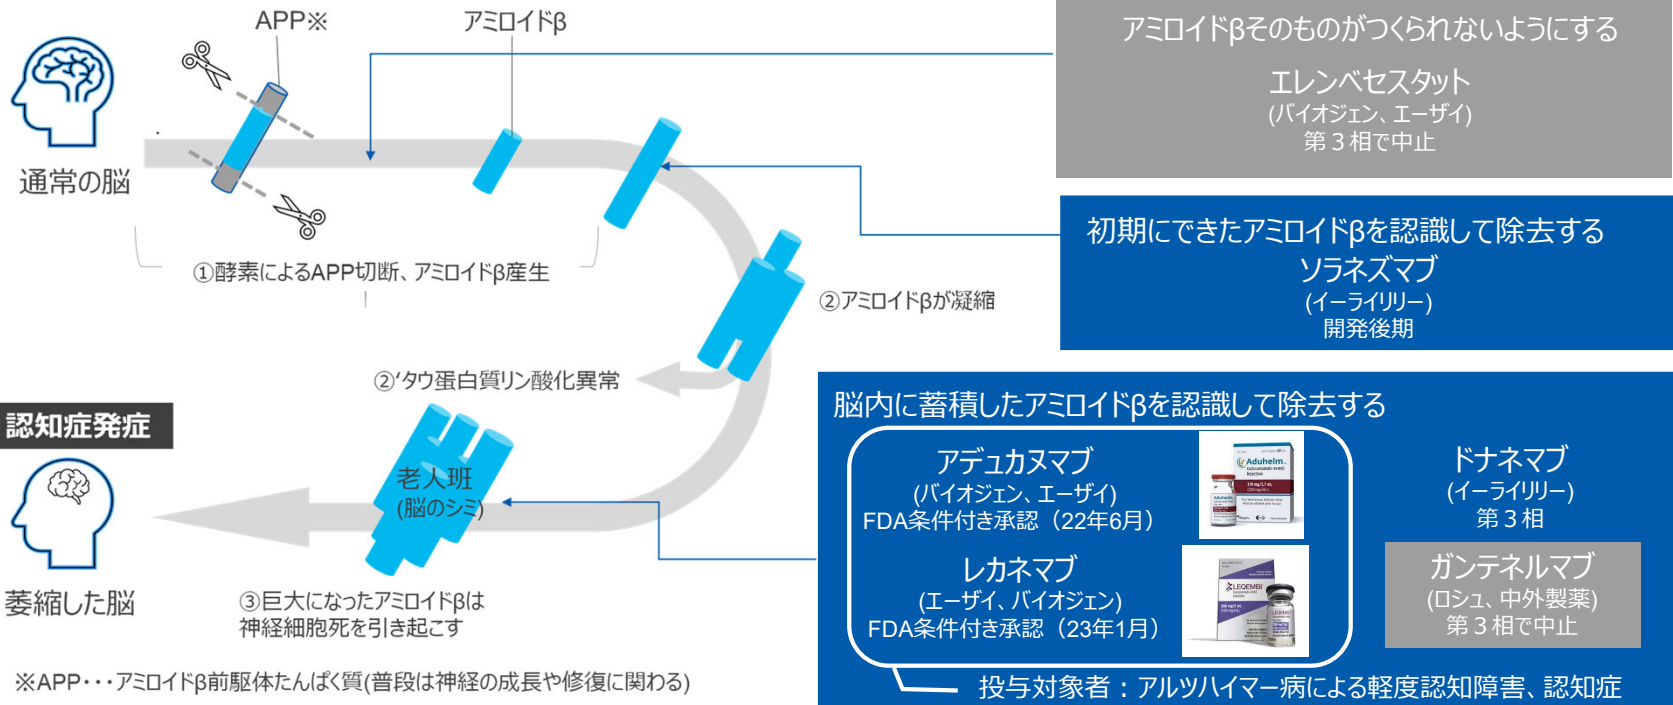 APP※
アミロイドβ
通常の脳
①酵素によるAPP切断、アミロイドβ産生
②アミロイドβが凝縮
②‘タウ蛋白質リン酸化異常
認知症発症
老人班
(脳のシミ)
萎縮した脳
③巨大になったアミロイドβは
神経細胞死を引き起こす
※APP・・・アミロイドβ前駆体たんぱく質(普段は神経の成長や修復に関わる)
アミロイドβそのものがつくられないようにする
エレンベセスタット
(バイオジェン、エーザイ)
第３相で中止
初期にできたアミロイドβを認識して除去する
ソラネズマブ
(イーライリリー)
開発後期
脳内に蓄積したアミロイドβを認識して除去する
アデュカヌマブ
(バイオジェン、エーザイ)
FDA条件付き承認（22年6月）
Aduhelm
レカネマブ
(エーザイ、バイオジェン)
FDA条件付き承認（23年1月）
LEQEMBI
ドナネマブ
(イーライリリー)
第３相
ガンテネルマブ
(ロシュ、中外製薬)
第３相で中止
投与対象者：アルツハイマー病による軽度認知障害、認知症